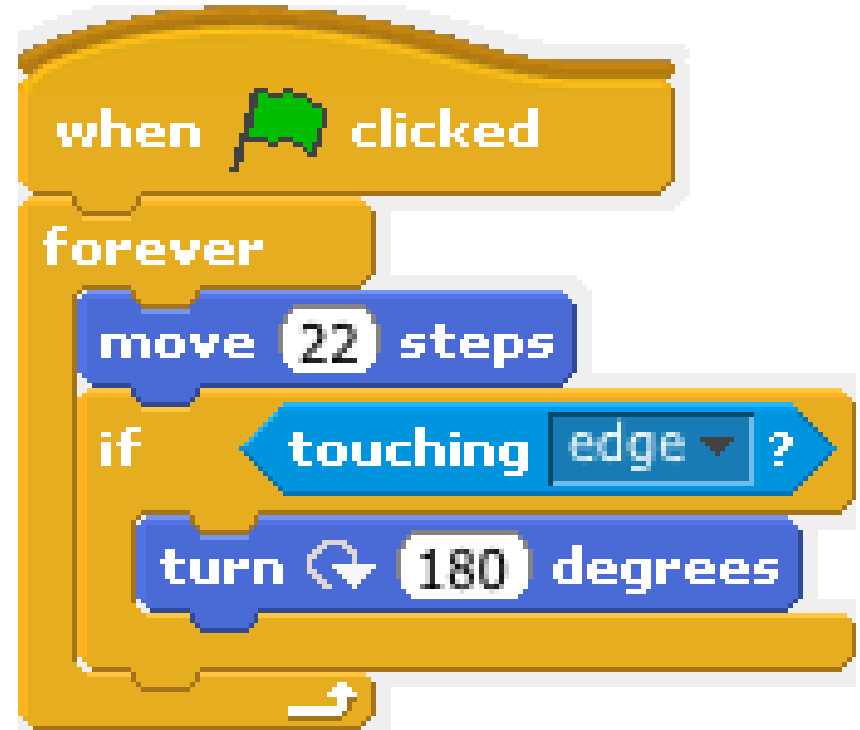 when clicked
forever
move 22 steps
if touching edge ?
turn 180 degrees